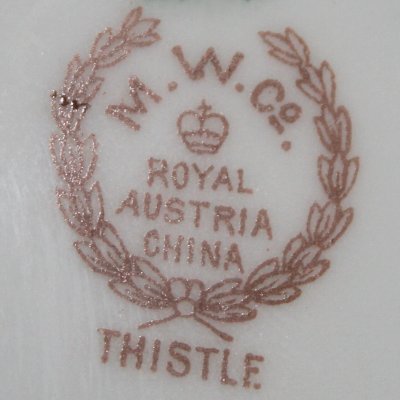 M. W. Co.
ROYAL
AUSTRIA
CHINA
THISTLE